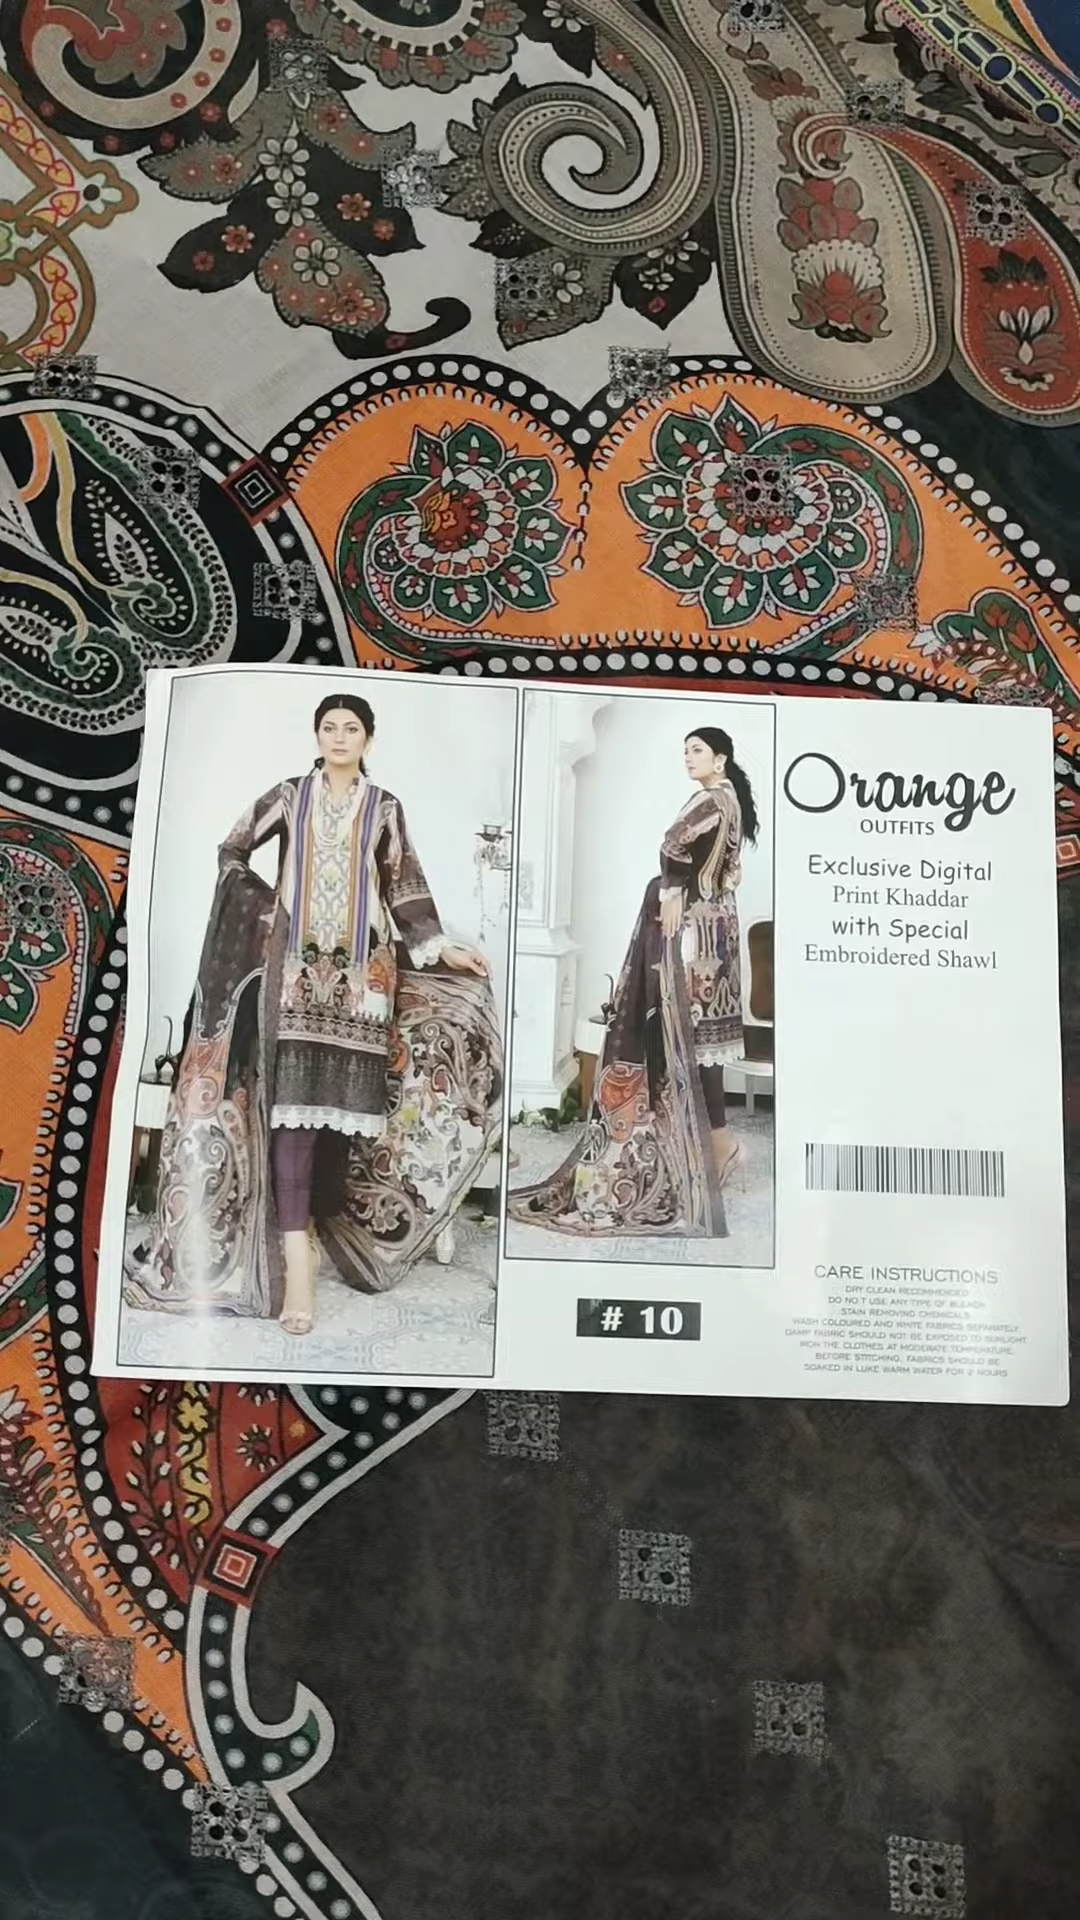 Orange
OUTFITS
Exclusive Digital
Print Khaddar
with Special
Embroidered Shawl
# 10
CARE INSTRUCTIONS
DRY CLEAN RECOMMENDED
DO NOT USE ANY TYPE OF BLEACH
STAIN REMOVING CHEMICALS
WASH COLOURED AND WHITE FABRICS SEPARATELY
DAMP FABRIC SHOULD NOT BE EXPOSED TO SUNLIGHT
IRON THE CLOTHES AT MODERATE TEMPERATURE
BEFORE STITCHING, FABRICS SHOULD BE
SOAKED IN LUKE WARM WATER FOR 2 HOURS